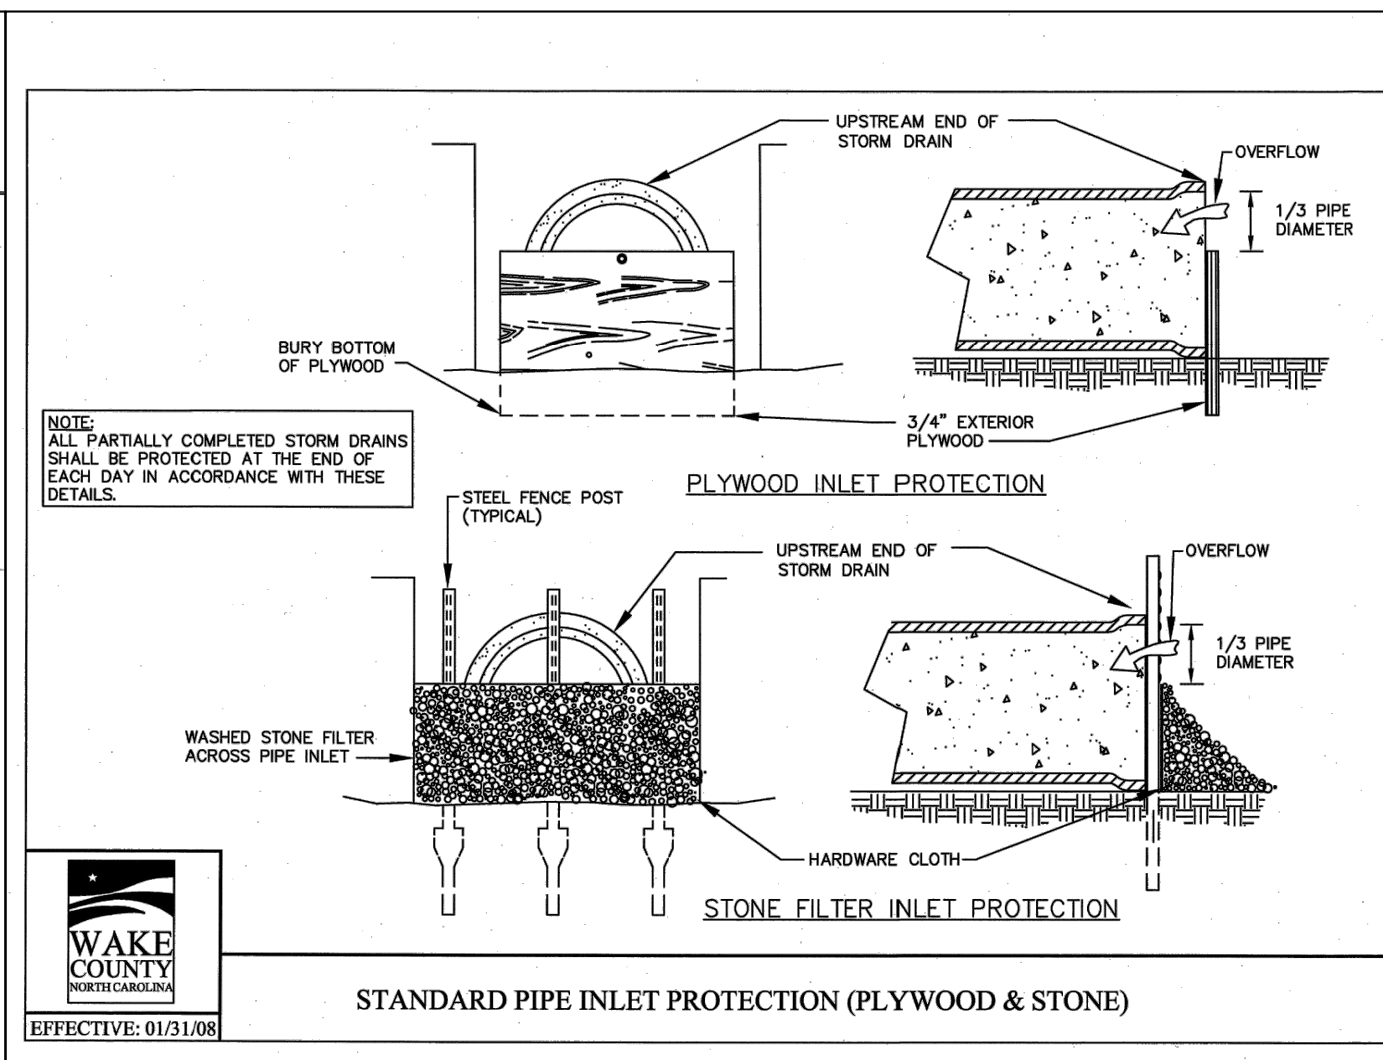 UPSTREAM END OF
STORM DRAIN
OVERFLOW
1/3 PIPE
DIAMETER
BURY BOTTOM
OF PLYWOOD
3/4" EXTERIOR
PLYWOOD
NOTE:
ALL PARTIALLY COMPLETED STORM DRAINS
SHALL BE PROTECTED AT THE END OF
EACH DAY IN ACCORDANCE WITH THESE
DETAILS.
PLYWOOD INLET PROTECTION
STEEL FENCE POST
(TYPICAL)
UPSTREAM END OF
STORM DRAIN
OVERFLOW
1/3 PIPE
DIAMETER
WASHED STONE FILTER
ACROSS PIPE INLET
HARDWARE CLOTH
STONE FILTER INLET PROTECTION
WAKE
COUNTY
NORTH CAROLINA
EFFECTIVE: 01/31/08
STANDARD PIPE INLET PROTECTION (PLYWOOD & STONE)